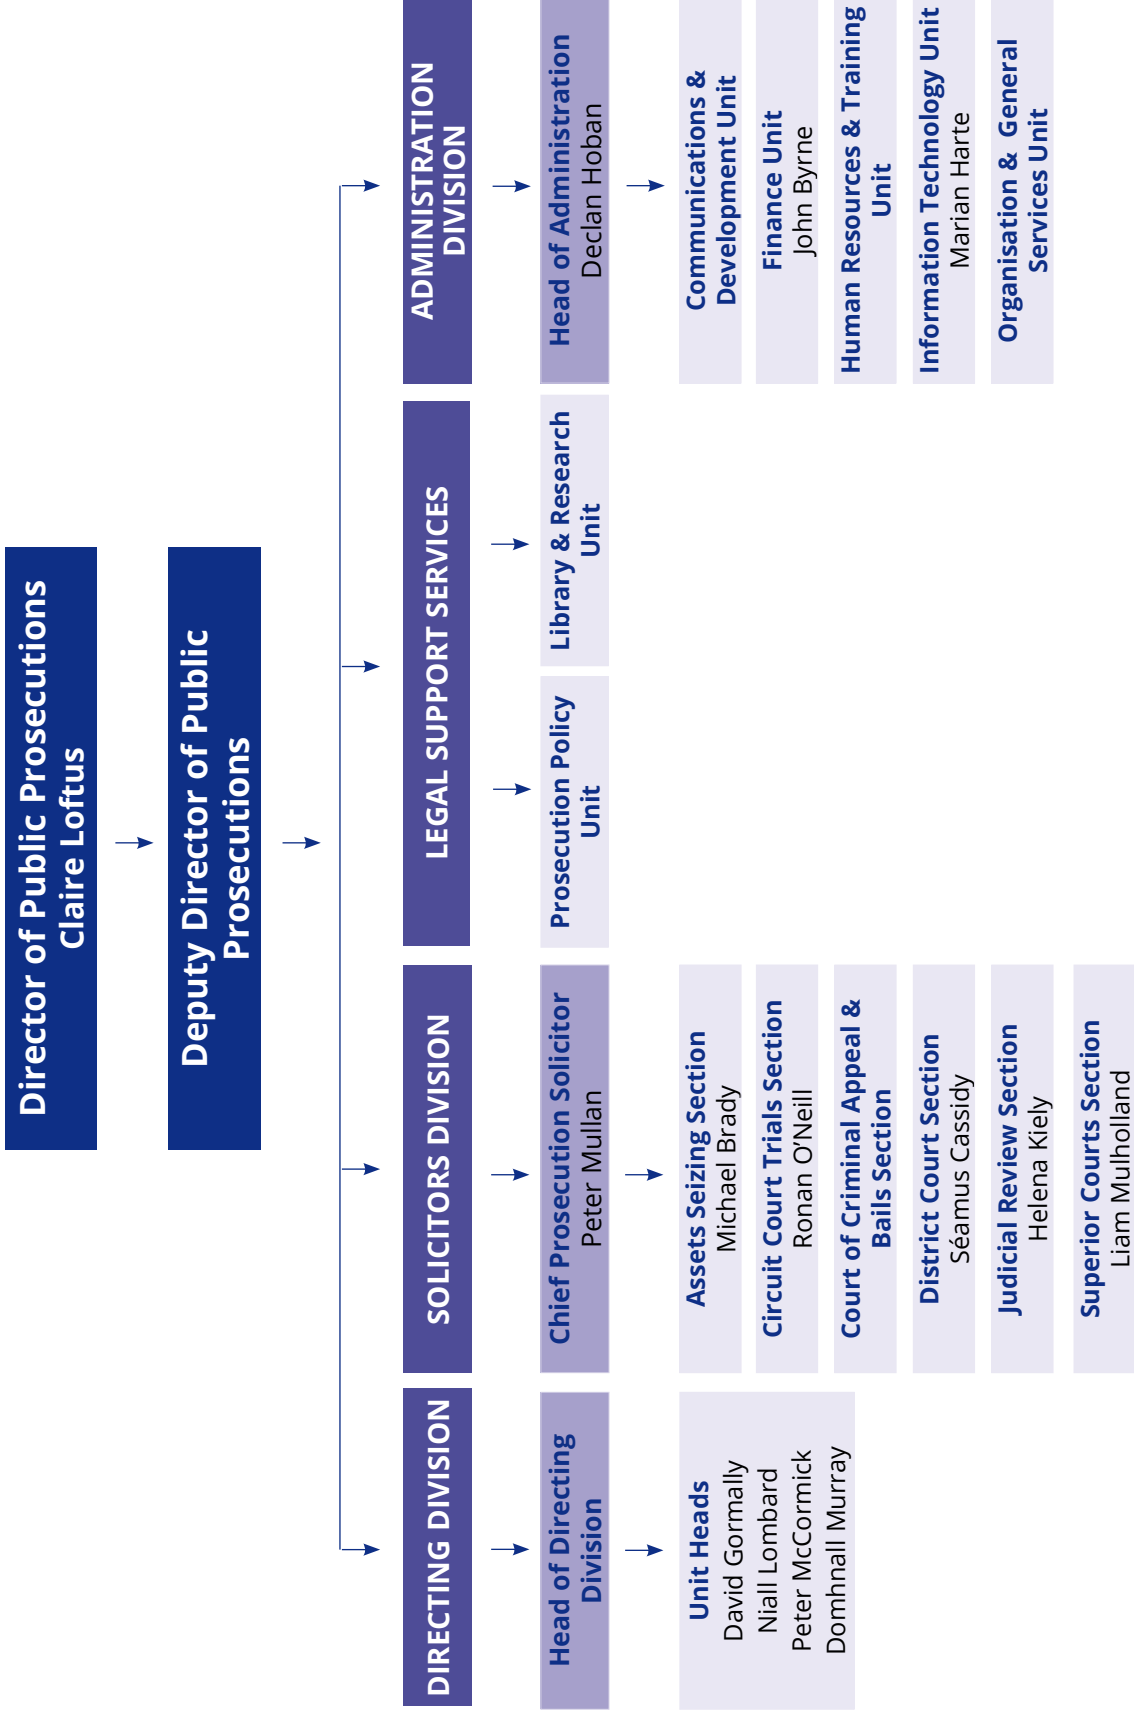 Director of Public Prosecutions
Claire Loftus
Deputy Director of Public
Prosecutions
DIRECTING DIVISION
Head of Directing
Division
Unit Heads
David Gormally
Niall Lombard
Peter McCormick
Domhnall Murray
SOLICITORS DIVISION
Chief Prosecution Solicitor
Peter Mullan
Assets Seizing Section
Michael Brady
Circuit Court Trials Section
Ronan O'Neill
Court of Criminal Appeal &
Bails Section
District Court Section
Séamus Cassidy
Judicial Review Section
Helena Kiely
Superior Courts Section
Liam Mulholland
LEGAL SUPPORT SERVICES
Prosecution Policy
Unit
Library & Research
Unit
ADMINISTRATION
DIVISION
Head of Administration
Declan Hoban
Communications &
Development Unit
Finance Unit
John Byrne
Human Resources & Training
Unit
Information Technology Unit
Marian Harte
Organisation & General
Services Unit